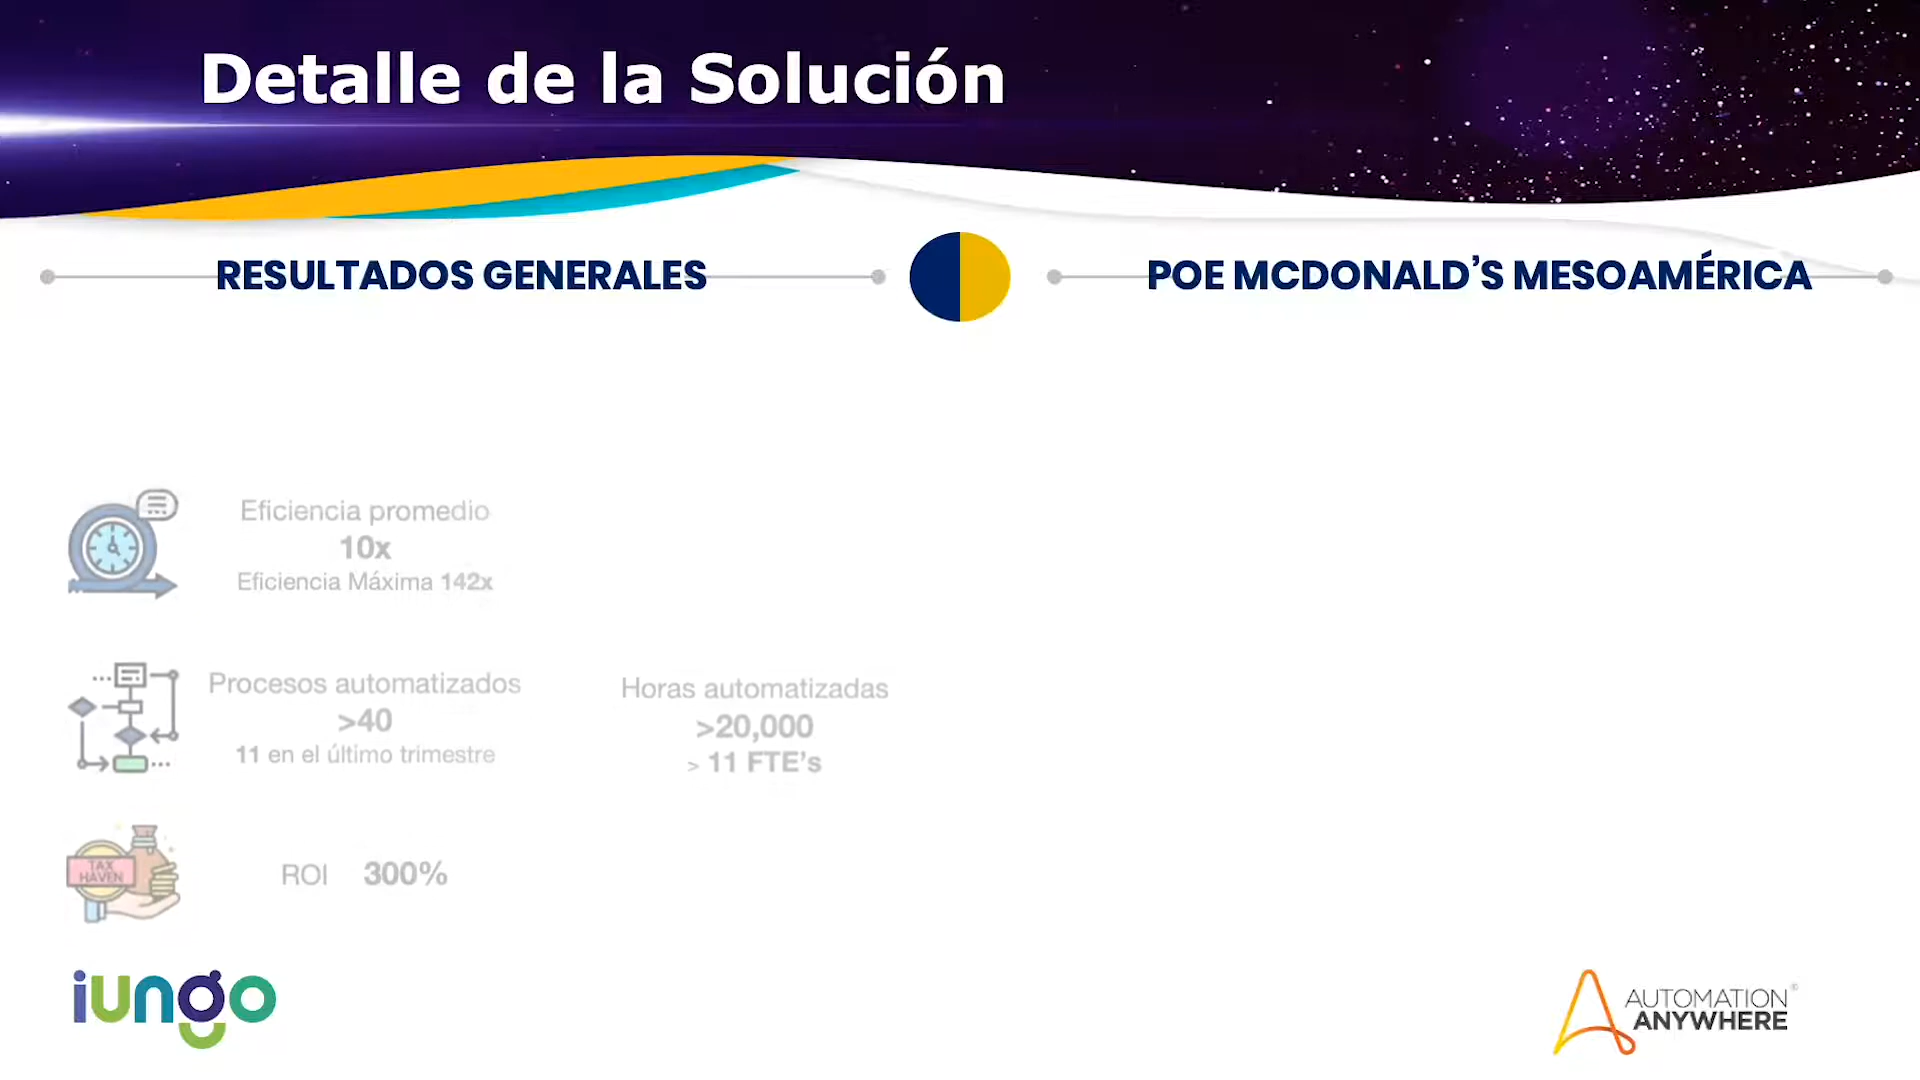 Detalle de la Solución
RESULTADOS GENERALES
POE MCDONALD’S MESOAMÉRICA
Eficiencia promedio
10x
Eficiencia Máxima 142x
Procesos automatizados
>40
11 en el último trimestre
Horas automatizadas
>20,000
> 11 FTE’s
TAX
HAVEN
ROI 300%
iungo
AUTOMATION
ANYWHERE